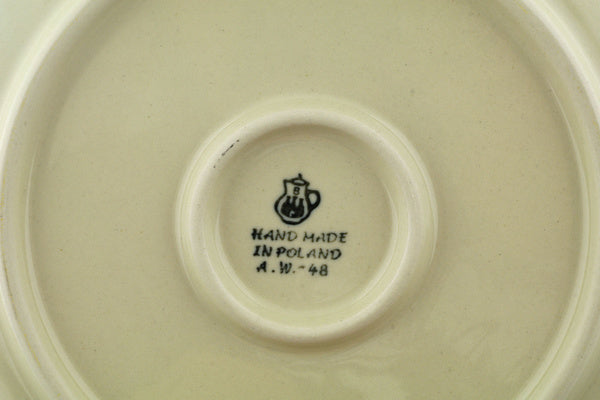 B
HAND MADE
IN POLAND
A.W.-48